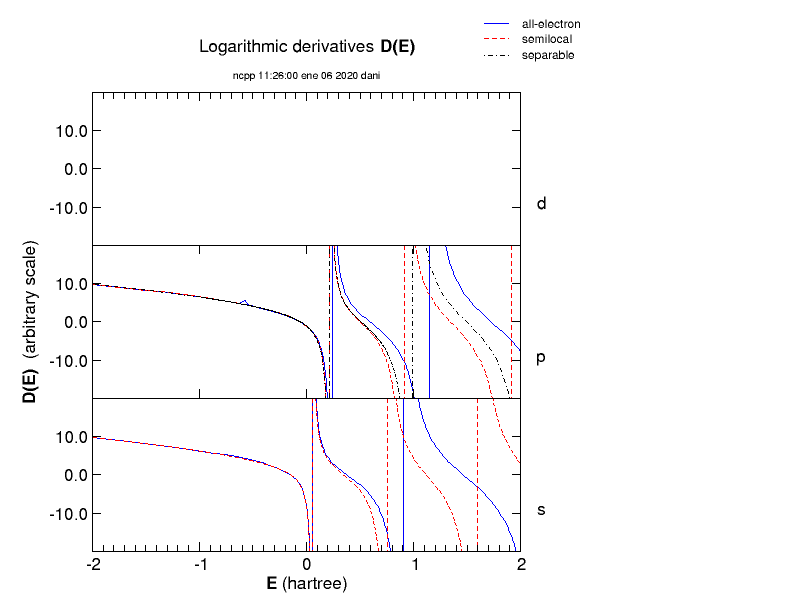 all-electron
semilocal
separable
Logarithmic derivatives D(E)
ncpp 11:26:00 ene 06 2020 dani
10.0
0.0
-10.0
d
10.0
0.0
-10.0
p
10.0
0.0
-10.0
s
D(E) (arbitrary scale)
-2 -1 0 1 2
E (hartree)